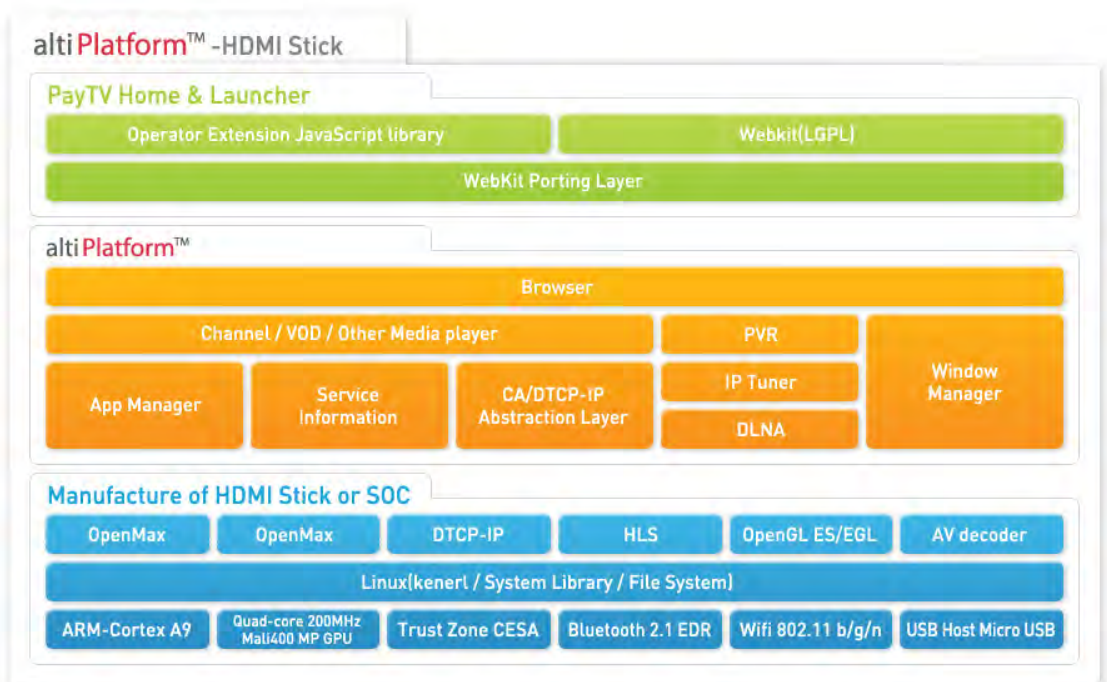 altiPlatform™ -HDMI Stick
PayTV Home & Launcher
Operator Extension JavaScript library
Webkit(LGPL)
WebKit Porting Layer
altiPlatform™
Browser
Channel / VOD / Other Media player
PVR
Window
Manager
App Manager
Service
Information
CA/DTCP-IP
Abstraction Layer
IP Tuner
DLNA
Manufacture of HDMI Stick or SOC
OpenMax
OpenMax
DTCP-IP
HLS
OpenGL ES/EGL
AV decoder
Linux(kenerl / System Library / File System)
ARM-Cortex A9
Quad-core 200MHz
Mali400 MP GPU
Trust Zone CESA
Bluetooth 2.1 EDR
Wifi 802.11 b/g/n
USB Host Micro USB